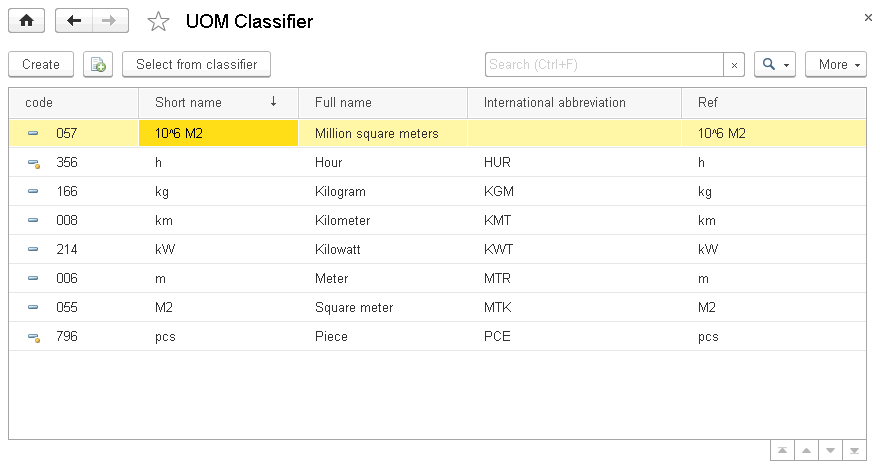 UOM Classifier
Create Select from classifier Search (Ctrl+F) More
code Short name Full name International abbreviation Ref
057 10^6 M2 Million square meters 10^6 M2
356 h Hour HUR h
166 kg Kilogram KGM kg
008 km Kilometer KMT km
214 kW Kilowatt KWT kW
006 m Meter MTR m
055 M2 Square meter MTK M2
796 pcs Piece PCE pcs